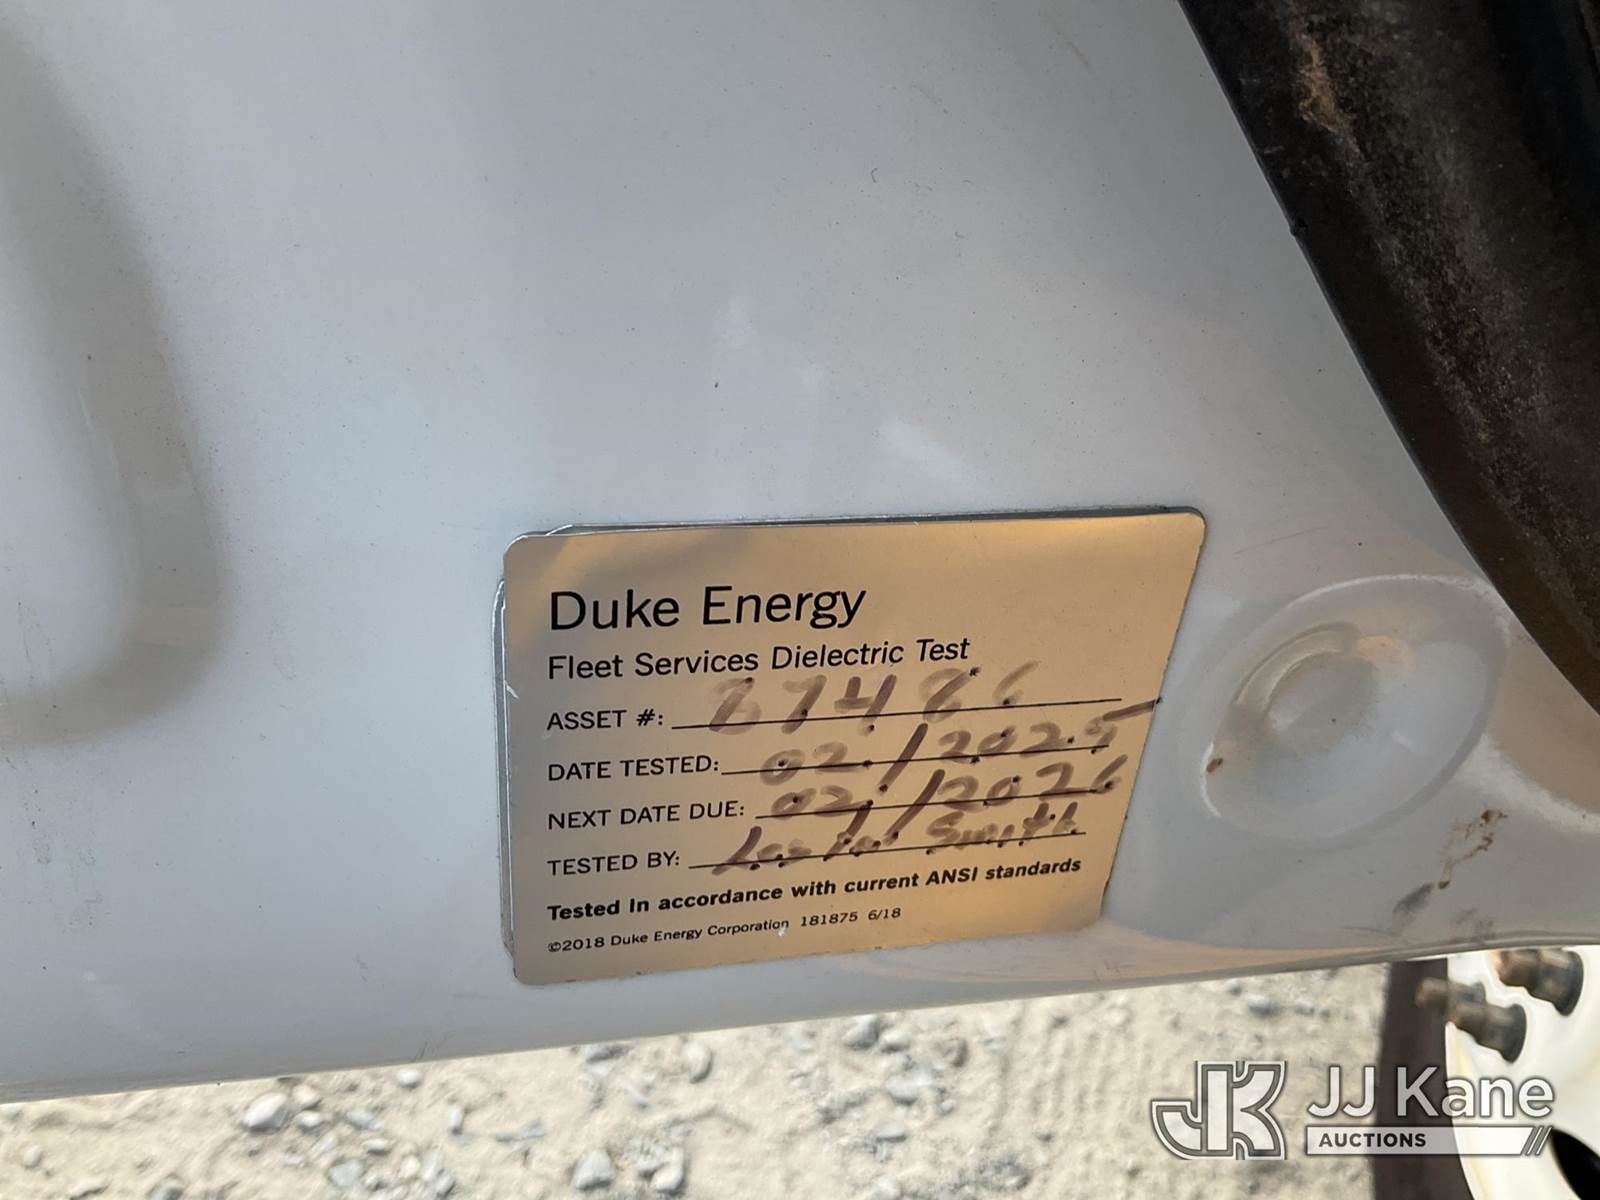 Duke Energy
Fleet Services Dielectric Test
ASSET #:
DATE TESTED: 02/2025
NEXT DATE DUE: 02/2026
TESTED BY: Smith
Tested In accordance with current ANSI standards
©2018 Duke Energy Corporation 181875 6/18
JJ Kane
AUCTIONS